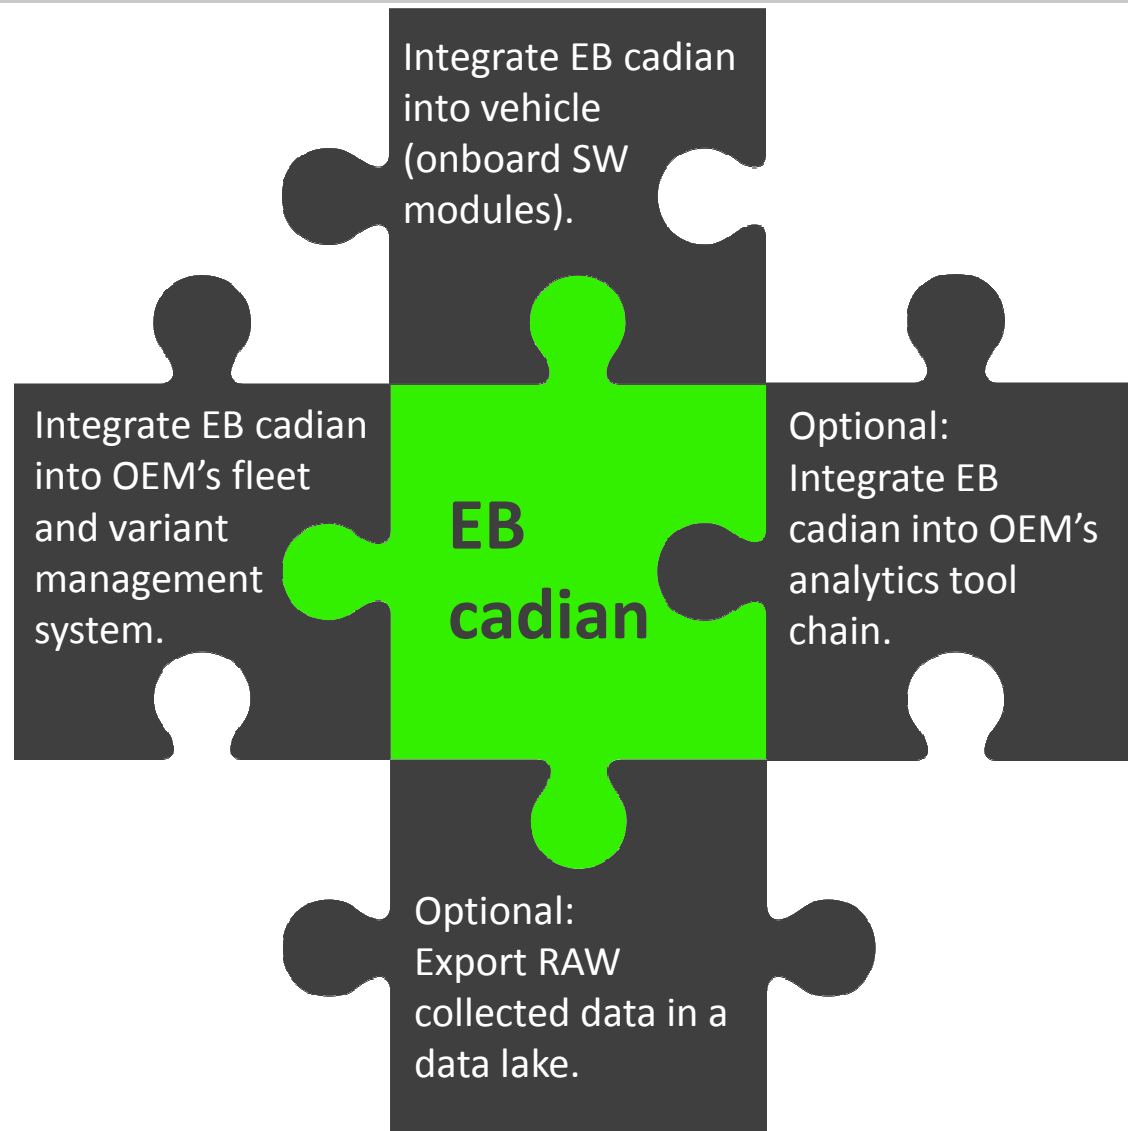 Integrate EB cadian
into vehicle
(onboard SW
modules).
Integrate EB cadian
into OEM’s fleet
and variant
management
system.
EB
cadian
Optional:
Integrate EB
cadian into OEM’s
analytics tool
chain.
Optional:
Export RAW
collected data in a
data lake.